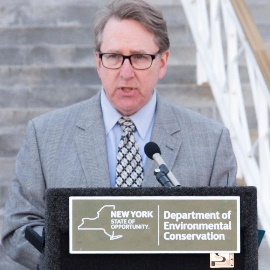 NEW YORK
STATE OF
OPPORTUNITY.
Department of
Environmental
Conservation